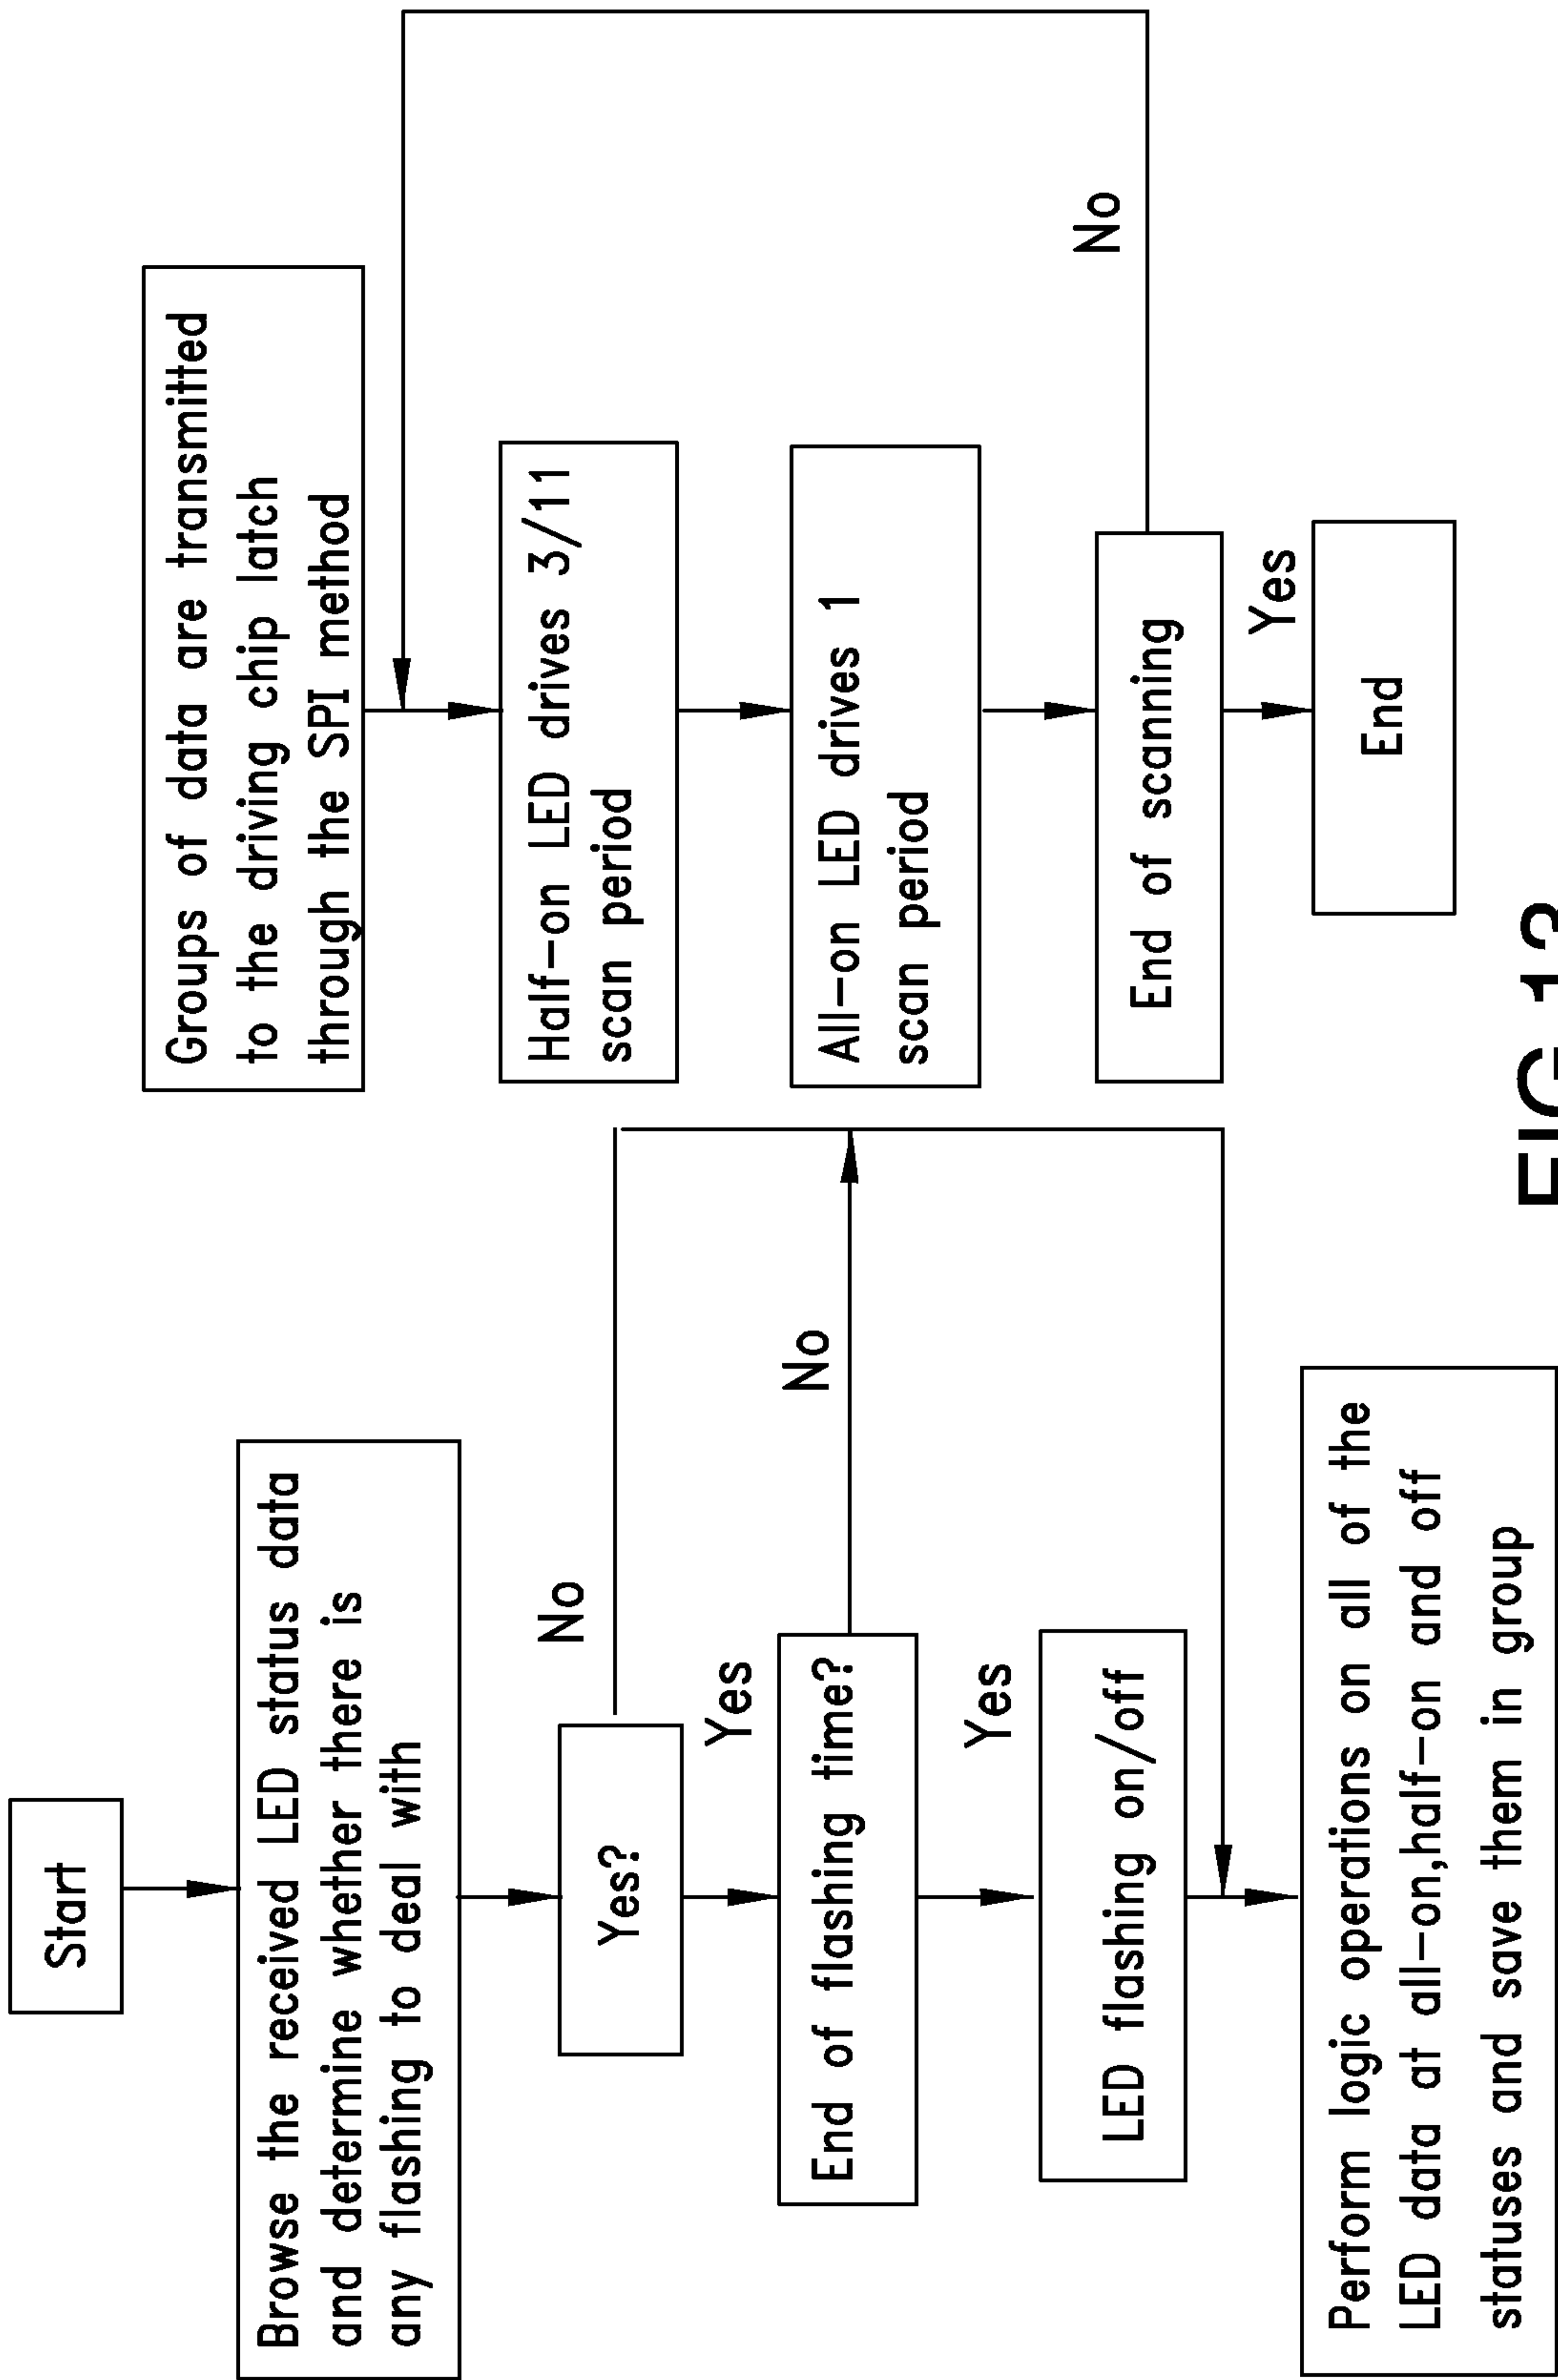 Start
Browse the received LED status data
and determine whether there is
any flashing to deal with
Yes?
No
Yes
End of flashing time?
No
Yes
LED flashing on/off
Perform logic operations on all of the
LED data at all-on,half-on and off
statuses and save them in group
Groups of data are transmitted
to the driving chip latch
through the SPI method
Half-on LED drives 3/11
scan period
All-on LED drives 1
scan period
End of scanning
No
Yes
End